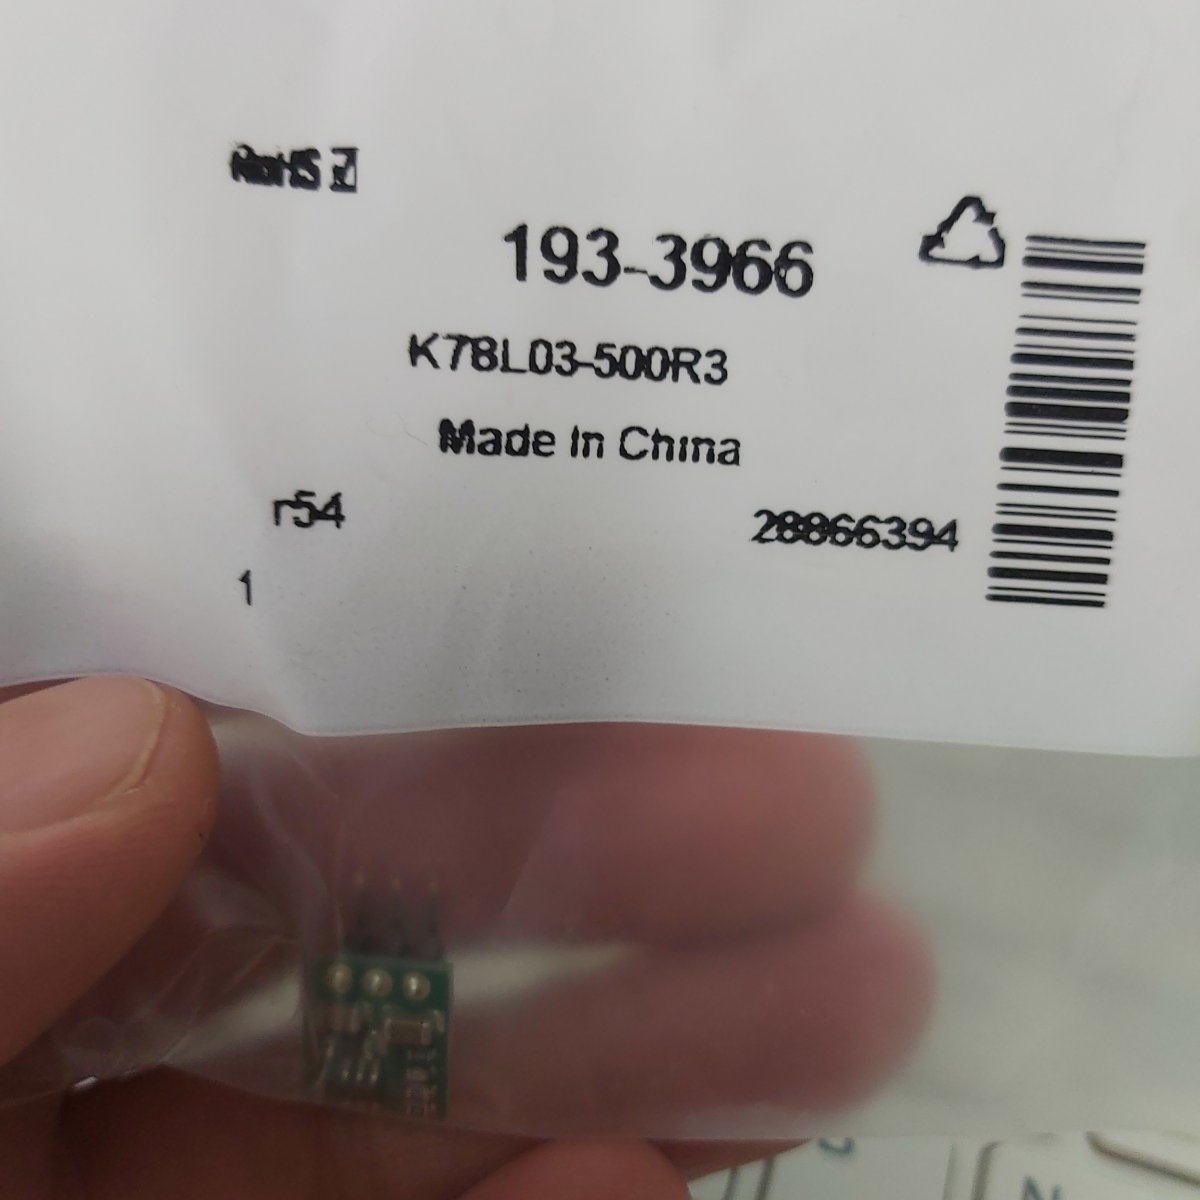 RoHS
193-3966
K78L03-500R3
Made In China
r54
28866394
1
N